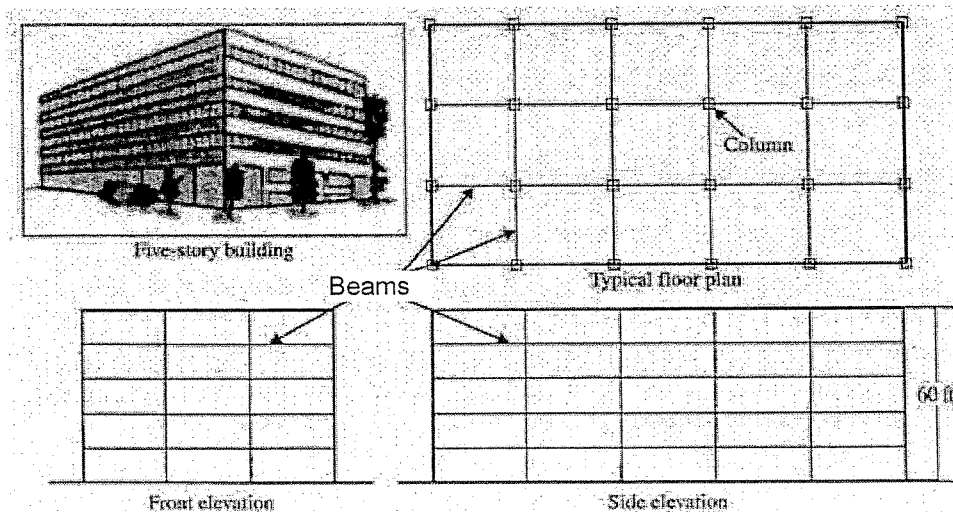 Column
Five-story building
Typical floor plan
Beams
60 ft
Front elevation
Side elevation